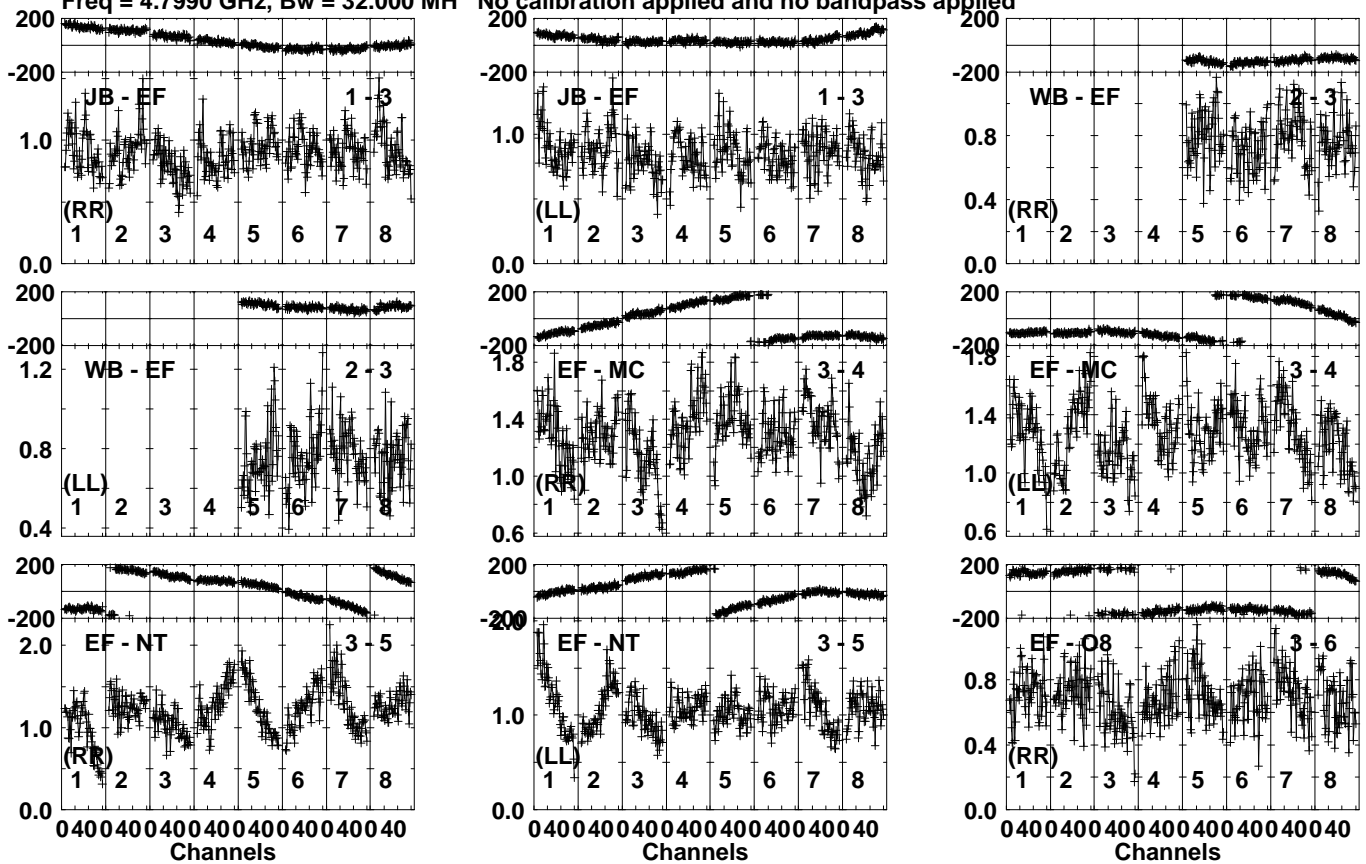 Freq = 4.7990 GHz, Bw = 32.000 MH No calibration applied and no bandpass applied
200 200 200
-200 -200 -200
JB - EF 1 - 3 JB - EF 1 - 3 WB - EF 2 - 3
1.0 1.0 0.8
0.4
(RR) (LL) (RR)
1 2 3 4 5 6 7 8 1 2 3 4 5 6 7 8 1 2 3 4 5 6 7 8
0.0 0.0 0.0
200 200 200
-200 -200 -200
1.2 1.8 1.8
WB - EF 2 - 3 EF - MC 3 - 4 EF - MC 3 - 4
0.8 1.4 1.4
1.0 1.0
(LL) (RR) (LL)
1 2 3 4 5 6 7 8 1 2 3 4 5 6 7 8 1 2 3 4 5 6 7 8
0.4 0.6 0.6
200 200 200
-200 -200 -200
2.0 2.0
EF - NT 3 - 5 EF - NT 3 - 5 EF - O8 3 - 6
0.8
1.0 1.0 0.4
(RR) (LL) (RR)
1 2 3 4 5 6 7 8 1 2 3 4 5 6 7 8 1 2 3 4 5 6 7 8
0.0 0.0 0.0
0 40 0 40 0 40 0 40 0 40 0 40 0 40 0 40 0 40 0 40 0 40 0 40 0 40 0 40 0 40 0 40 0 40 0 40 0 40 0 40 0 40 0 40 0 40 0 40
Channels Channels Channels